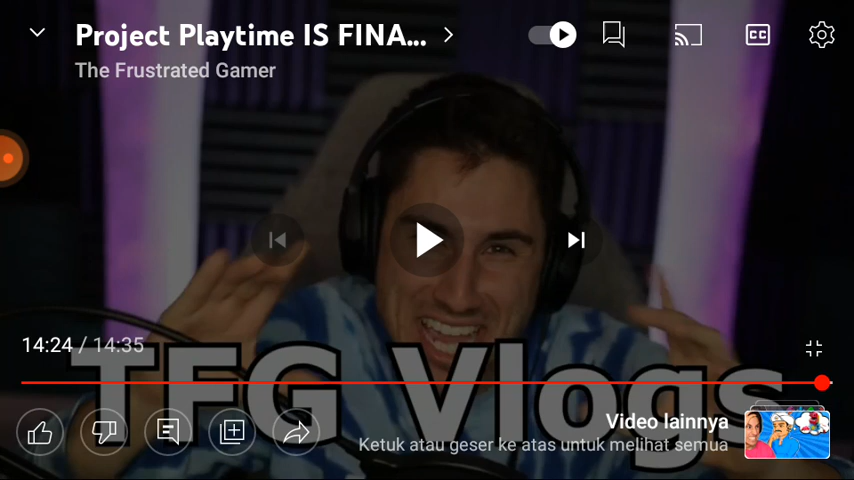 Project Playtime IS FINA...
The Frustrated Gamer
CC
14:24 / 14:35
TFG Vlogs
Video lainnya
Ketuk atau geser ke atas untuk melihat semua